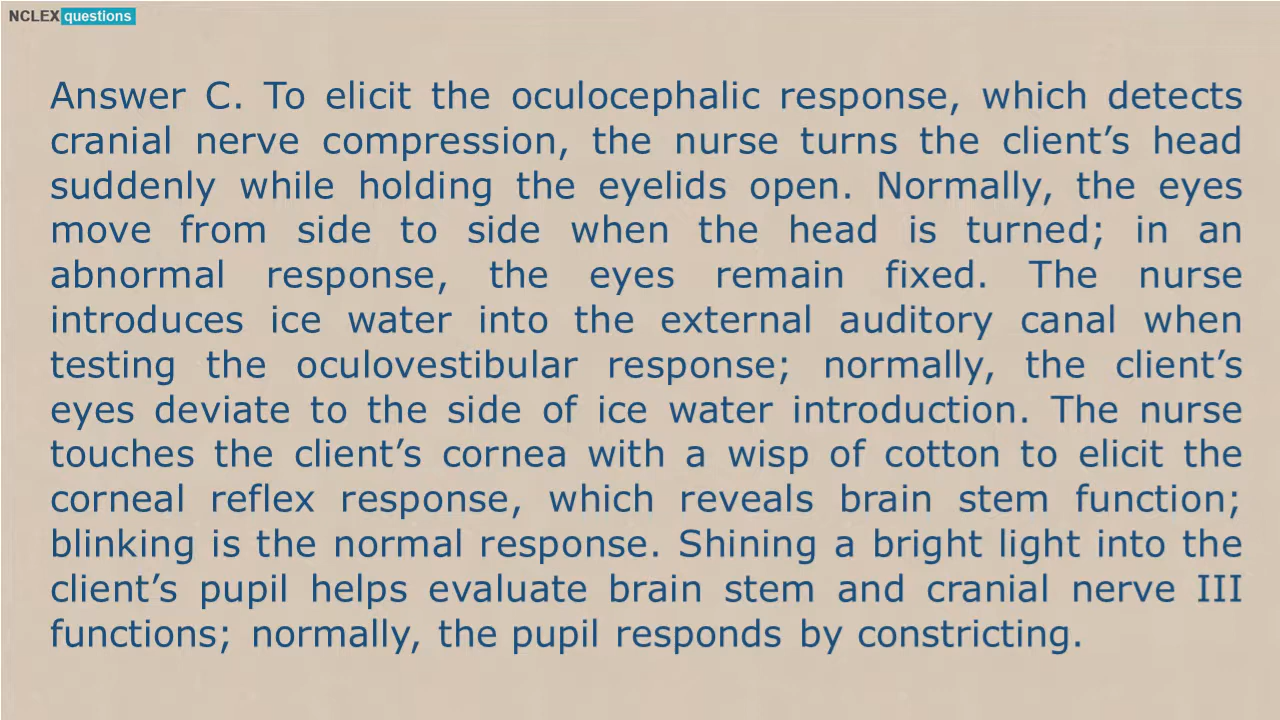 NCLEX questions
Answer C. To elicit the oculocephalic response, which detects
cranial nerve compression, the nurse turns the client’s head
suddenly while holding the eyelids open. Normally, the eyes
move from side to side when the head is turned; in an
abnormal response, the eyes remain fixed. The nurse
introduces ice water into the external auditory canal when
testing the oculovestibular response; normally, the client’s
eyes deviate to the side of ice water introduction. The nurse
touches the client’s cornea with a wisp of cotton to elicit the
corneal reflex response, which reveals brain stem function;
blinking is the normal response. Shining a bright light into the
client’s pupil helps evaluate brain stem and cranial nerve III
functions; normally, the pupil responds by constricting.